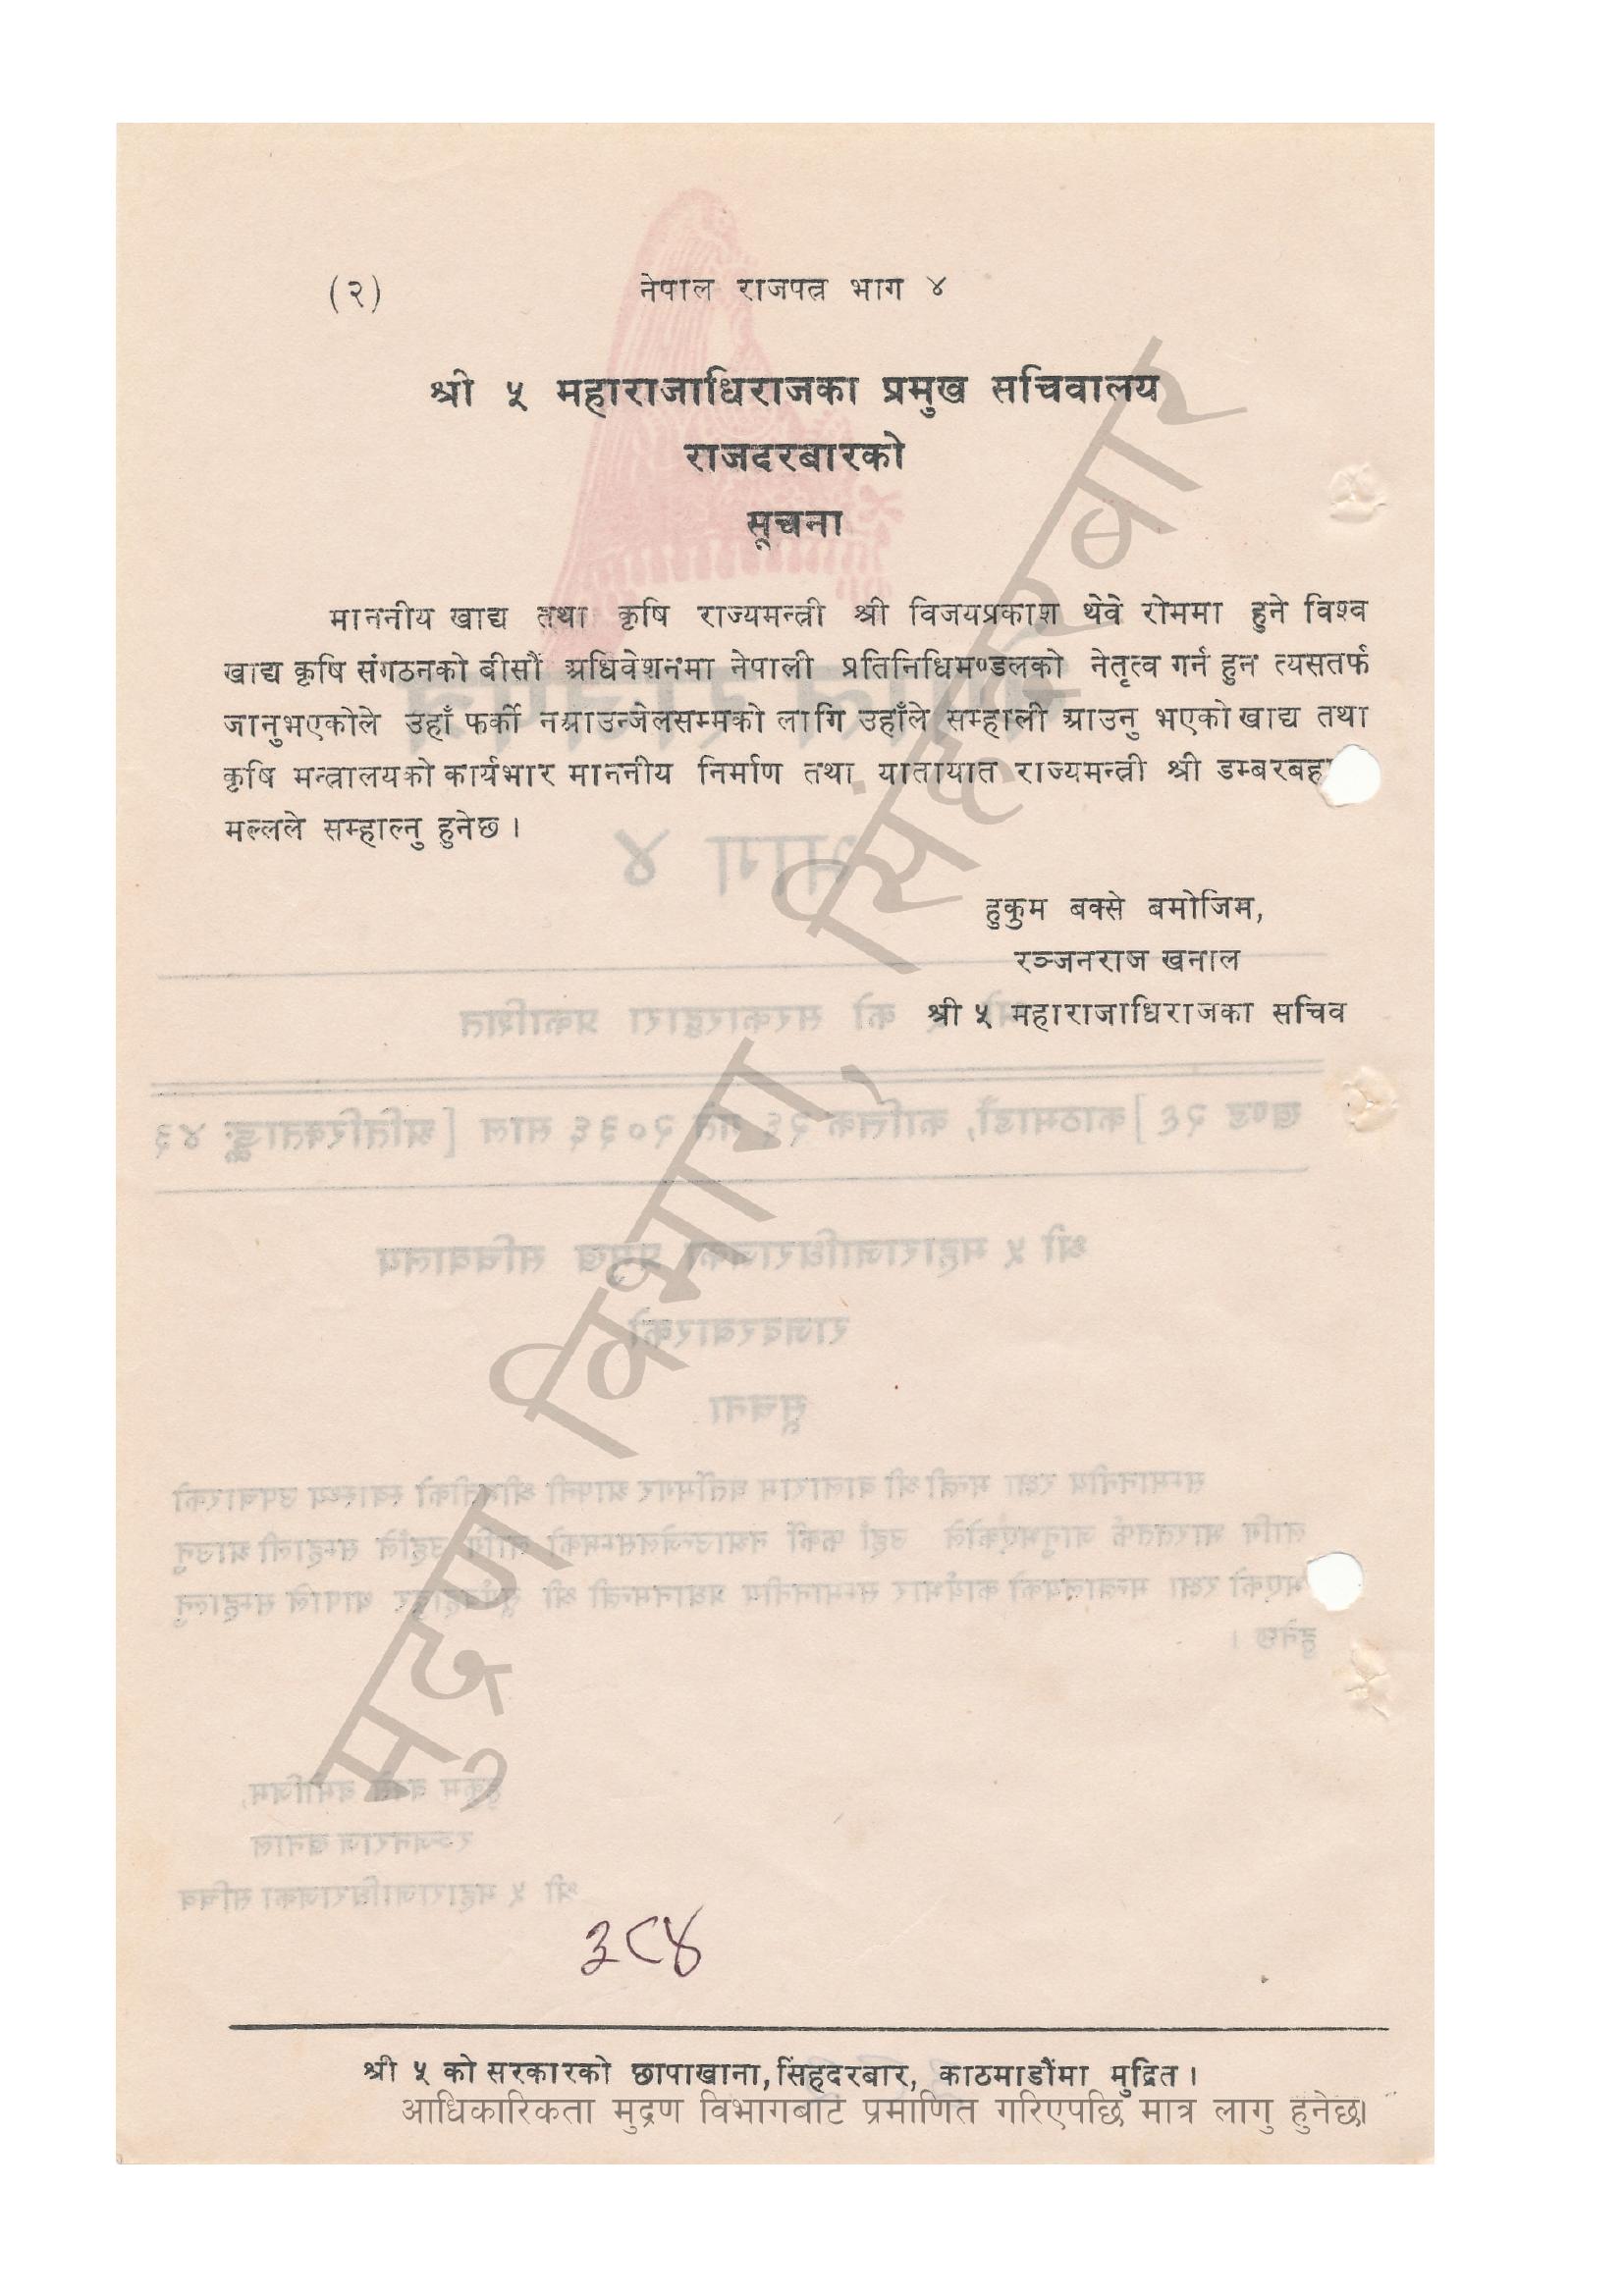 (२) नेपाल राजपत्र भाग ४
श्री ५ महाराजाधिराजका प्रमुख सचिवालय
राजदरबारको
सूचना
माननीय खाद्य तथा कृषि राज्यमन्त्री श्री विजयप्रकाश थेवे रोममा हुने विश्व
खाद्य कृषि संगठनको बीसौं अधिवेशनमा नेपाली प्रतिनिधिमण्डलको नेतृत्व गर्न हुन त्यसतर्फ
जानुभएकोले उहाँ फर्की नआउन्जेलसम्मको लागि उहाँले सम्हाली आउनु भएको खाद्य तथा
कृषि मन्त्रालयको कार्यभार माननीय निर्माण तथा यातायात राज्यमन्त्री श्री डम्बरबहा
मल्लले सम्हाल्नु हुनेछ ।
हुकुम बक्से बमोजिम,
रञ्जनराज खनाल
श्री ५ महाराजाधिराजका सचिव
मुद्रण विभाग, सिंहदरबार
३८४
श्री ५ को सरकारको छापाखाना, सिंहदरबार, काठमाडौंमा मुद्रित ।
आधिकारिकता मुद्रण विभागबाट प्रमाणित गरिएपछि मात्र लागु हुनेछ।